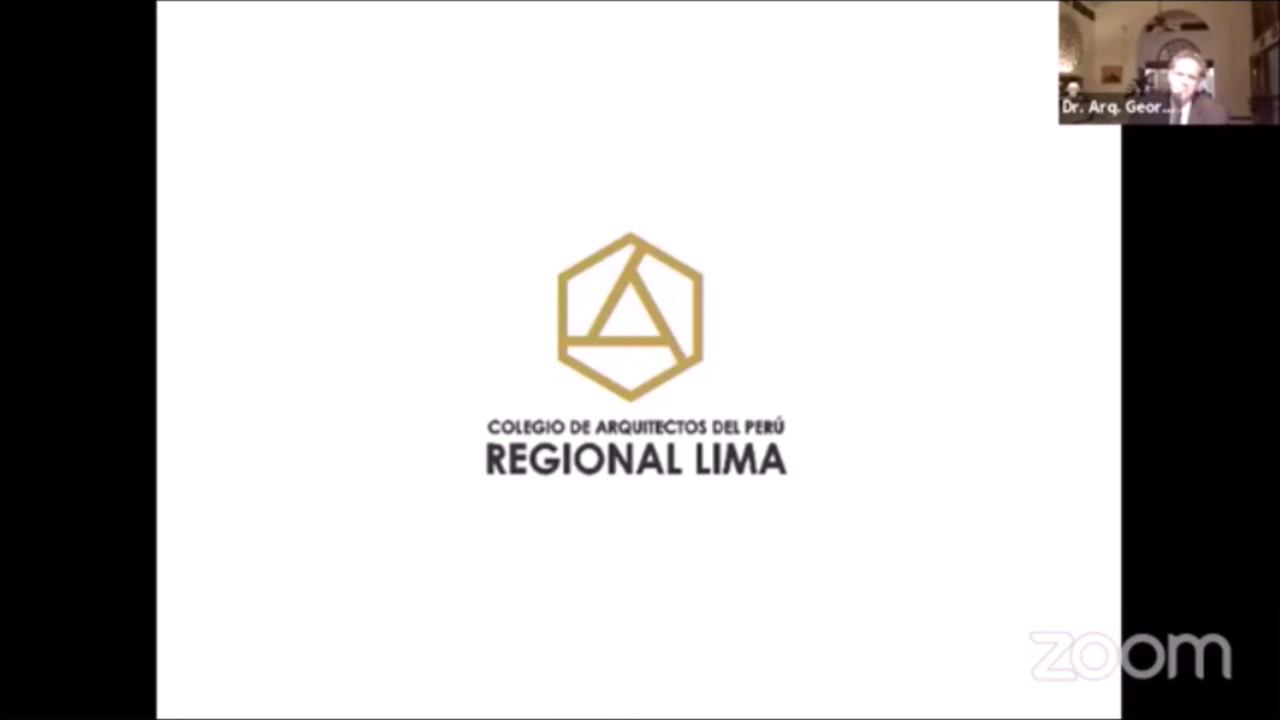 Dr. Arq. Geor...
COLEGIO DE ARQUITECTOS DEL PERÚ
REGIONAL LIMA
zoom